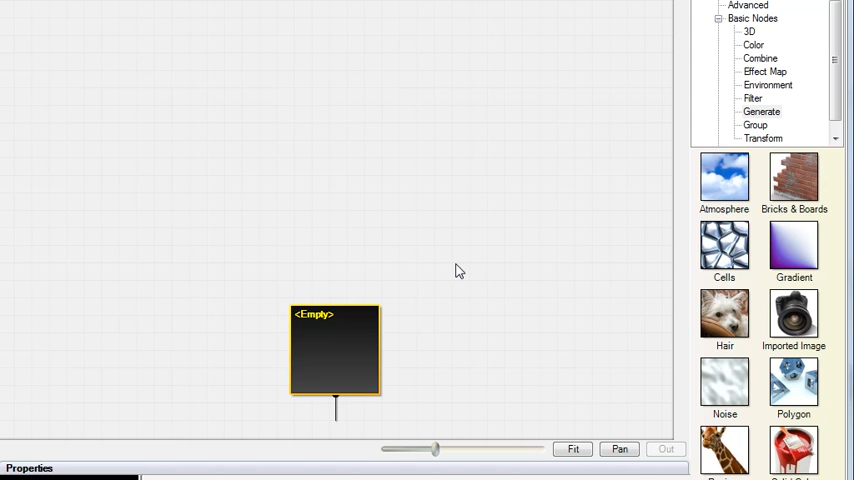 Advanced
Basic Nodes
3D
Color
Combine
Effect Map
Environment
Filter
Generate
Group
Transform
Atmosphere
Bricks & Boards
Cells
Gradient
Hair
Imported Image
Noise
Polygon
<Empty>
Fit
Pan
Out
Properties